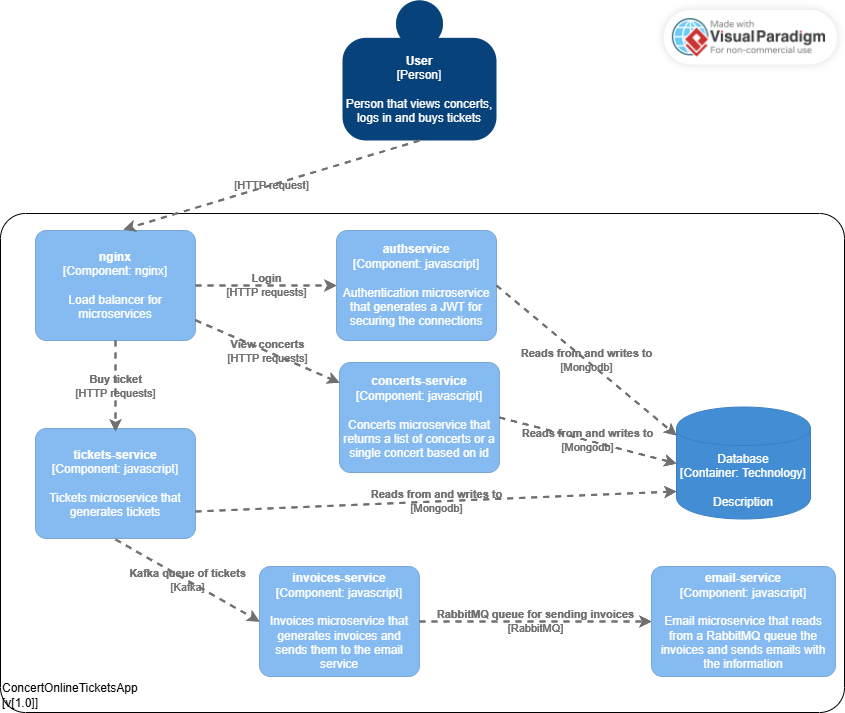 Made with
VisualParadigm
For non-commercial use
User
[Person]
Person that views concerts,
logs in and buys tickets
[HTTP request]
nginx
[Component: nginx]
Load balancer for
microservices
Login
[HTTP requests]
authservice
[Component: javascript]
Authentication microservice
that generates a JWT for
securing the connections
View concerts
[HTTP requests]
Reads from and writes to
[Mongodb]
Buy ticket
[HTTP requests]
concerts-service
[Component: javascript]
Concerts microservice that
returns a list of concerts or a
single concert based on id
Reads from and writes to
[Mongodb]
Database
[Container: Technology]
Description
tickets-service
[Component: javascript]
Tickets microservice that
generates tickets
Reads from and writes to
[Mongodb]
Kafka queue of tickets
[Kafka]
invoices-service
[Component: javascript]
Invoices microservice that
generates invoices and
sends them to the email
service
RabbitMQ queue for sending invoices
[RabbitMQ]
email-service
[Component: javascript]
Email microservice that reads
from a RabbitMQ queue the
invoices and sends emails with
the information
ConcertOnlineTicketsApp
[v[1.0]]